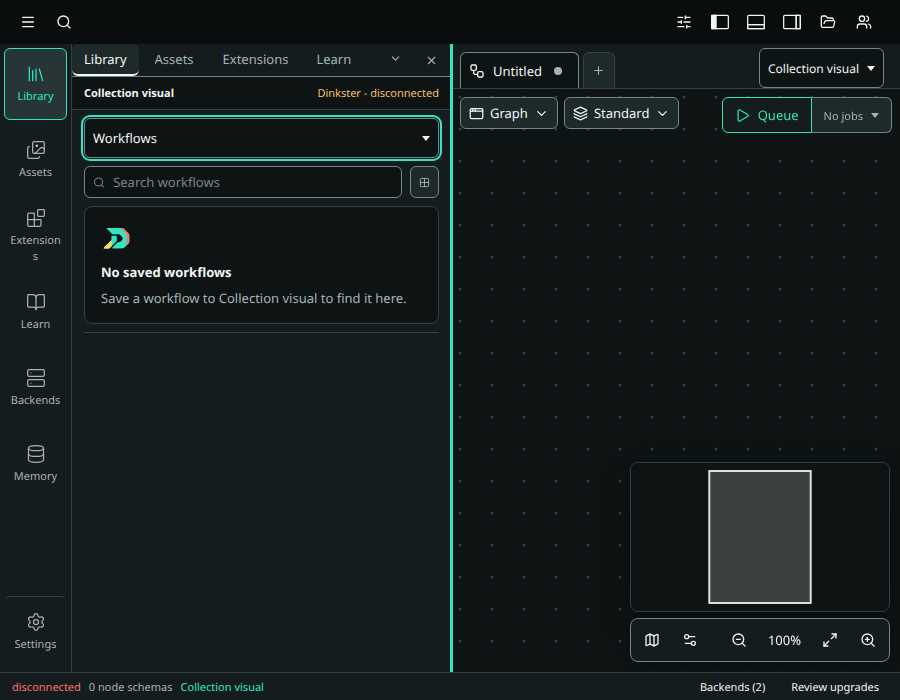 Library
Assets
Extension
s
Learn
Backends
Memory
Settings
Library Assets Extensions Learn
Collection visual Dinkster - disconnected
Workflows
Search workflows
No saved workflows
Save a workflow to Collection visual to find it here.
Untitled
Collection visual
Graph Standard Queue No jobs
100%
disconnected 0 node schemas Collection visual Backends (2) Review upgrades